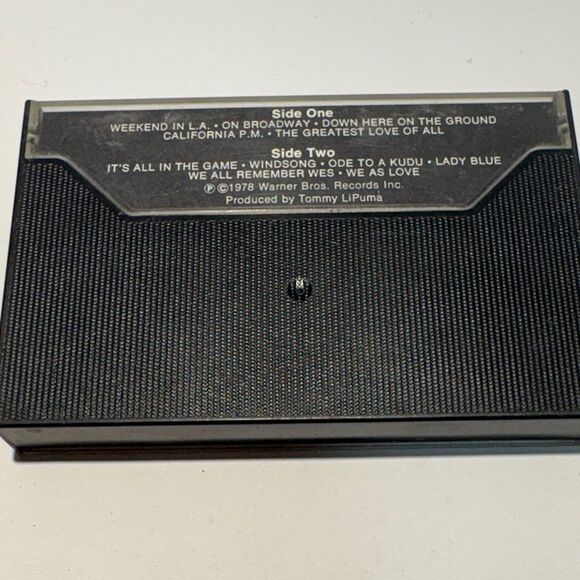 Side One
WEEKEND IN L.A. • ON BROADWAY • DOWN HERE ON THE GROUND
CALIFORNIA P.M. • THE GREATEST LOVE OF ALL
Side Two
IT'S ALL IN THE GAME • WINDSONG • ODE TO A KUDU • LADY BLUE
WE ALL REMEMBER WES • WE AS LOVE
Ⓟ ©1978 Warner Bros. Records Inc.
Produced by Tommy LiPuma